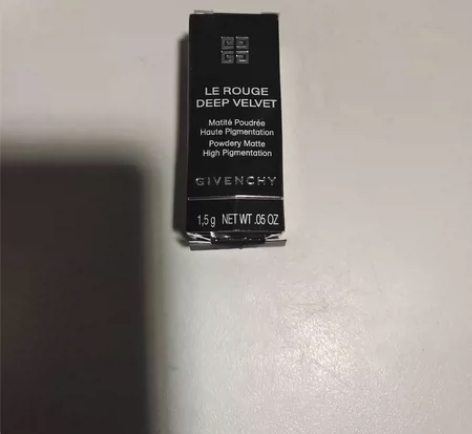 LE ROUGE
DEEP VELVET
Matité Poudrée
Haute Pigmentation
Powdery Matte
High Pigmentation
GIVENCHY
1,5 g NET WT .05 OZ